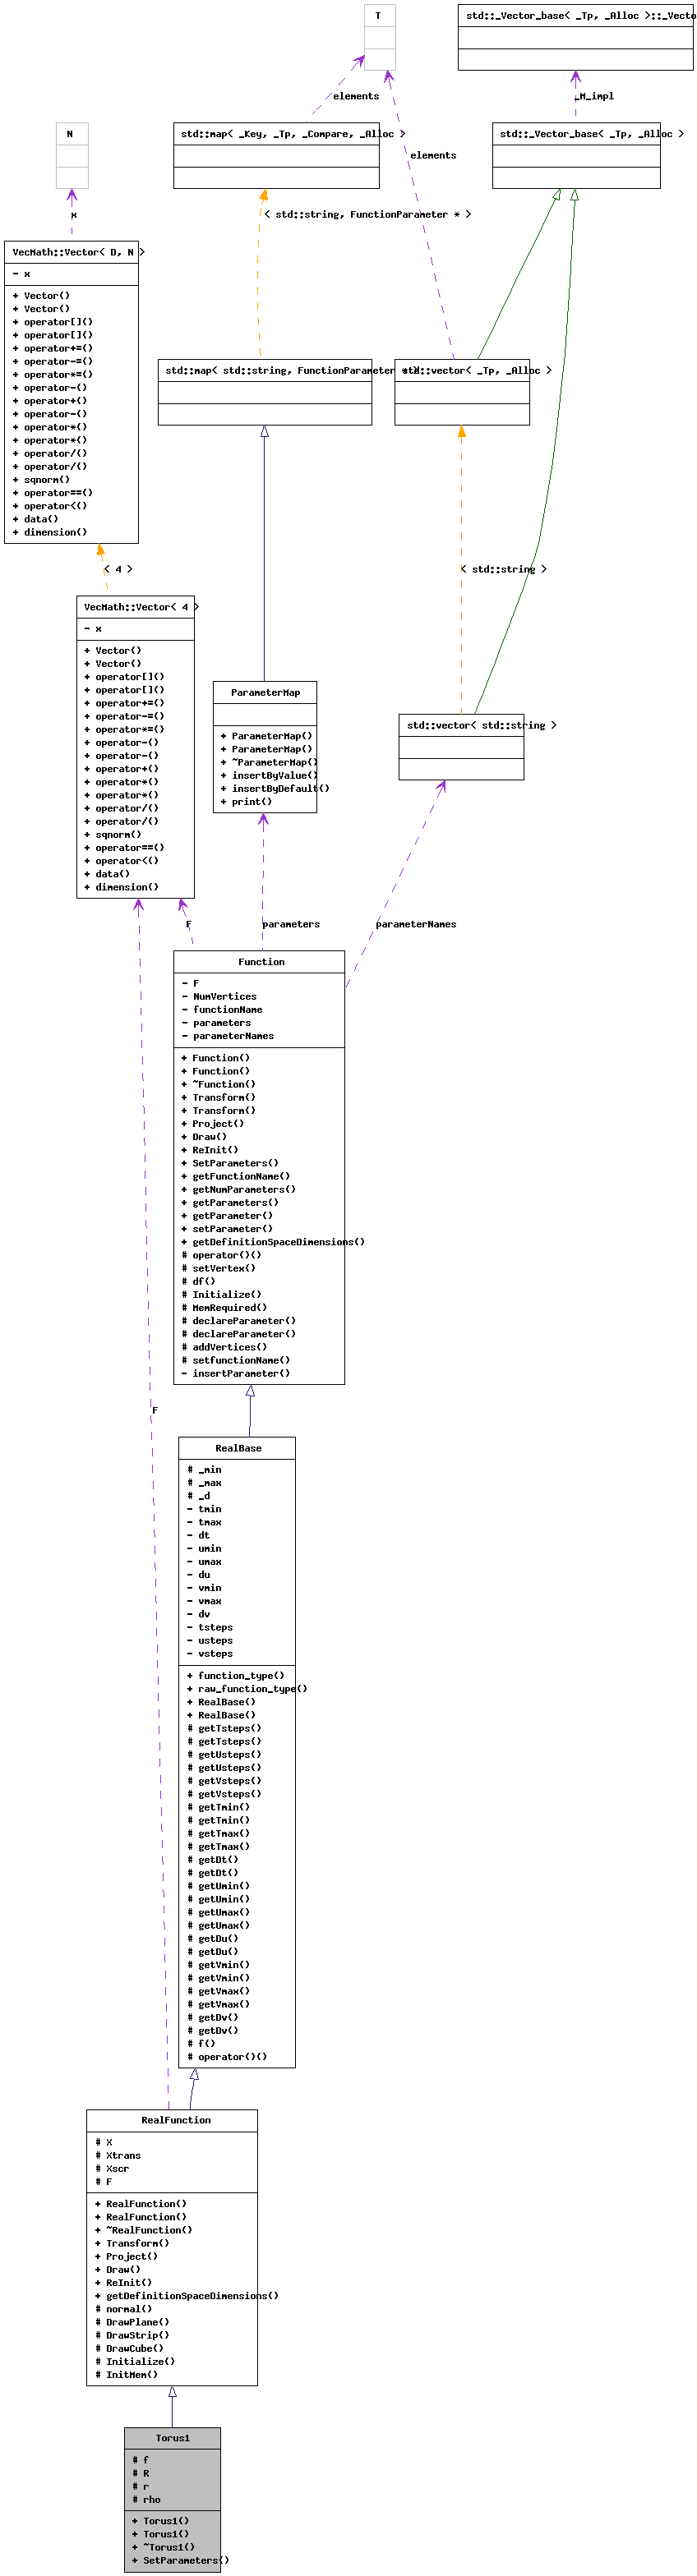 T
std::_Vector_base< _Tp, _Alloc >::_Vecto
elements
_M_impl
N
std::map< _Key, _Tp, _Compare, _Alloc >
std::_Vector_base< _Tp, _Alloc >
elements
x
< std::string, FunctionParameter * >
VecMath::Vector< D, N >
- x
+ Vector()
+ Vector()
+ operator[]()
+ operator[]()
+ operator+=()
+ operator-=()
+ operator*=()
+ operator-()
+ operator+()
+ operator-()
+ operator*()
+ operator*()
+ operator/()
+ operator/()
+ sqnorm()
+ operator==()
+ operator<()
+ data()
+ dimension()
std::map< std::string, FunctionParameter * >
std::vector< _Tp, _Alloc >
< 4 >
< std::string >
VecMath::Vector< 4 >
- x
+ Vector()
+ Vector()
+ operator[]()
+ operator[]()
+ operator+=()
+ operator-=()
+ operator*=()
+ operator-()
+ operator-()
+ operator+()
+ operator*()
+ operator*()
+ operator/()
+ operator/()
+ sqnorm()
+ operator==()
+ operator<()
+ data()
+ dimension()
ParameterMap
+ ParameterMap()
+ ParameterMap()
+ ~ParameterMap()
+ insertByValue()
+ insertByDefault()
+ print()
std::vector< std::string >
F
parameters
parameterNames
Function
- F
- NumVertices
- functionName
- parameters
- parameterNames
+ Function()
+ Function()
+ ~Function()
+ Transform()
+ Transform()
+ Project()
+ Draw()
+ ReInit()
+ SetParameters()
+ getFunctionName()
+ getNumParameters()
+ getParameters()
+ getParameter()
+ setParameter()
+ getDefinitionSpaceDimensions()
# operator()()
# setVertex()
# df()
# Initialize()
# MemRequired()
# declareParameter()
# declareParameter()
# addVertices()
# setfunctionName()
- insertParameter()
F
RealBase
# _min
# _max
# _d
- tmin
- tmax
- dt
- umin
- umax
- du
- vmin
- vmax
- dv
- tsteps
- usteps
- vsteps
+ function_type()
+ raw_function_type()
+ RealBase()
+ RealBase()
# getTsteps()
# getTsteps()
# getUsteps()
# getUsteps()
# getVsteps()
# getVsteps()
# getTmin()
# getTmin()
# getTmax()
# getTmax()
# getDt()
# getDt()
# getUmin()
# getUmin()
# getUmax()
# getUmax()
# getDu()
# getDu()
# getVmin()
# getVmin()
# getVmax()
# getVmax()
# getDv()
# getDv()
# f()
# operator()()
RealFunction
# X
# Xtrans
# Xscr
# F
+ RealFunction()
+ RealFunction()
+ ~RealFunction()
+ Transform()
+ Project()
+ Draw()
+ ReInit()
+ getDefinitionSpaceDimensions()
# normal()
# DrawPlane()
# DrawStrip()
# DrawCube()
# Initialize()
# InitMem()
Torus1
# f
# R
# r
# rho
+ Torus1()
+ Torus1()
+ ~Torus1()
+ SetParameters()